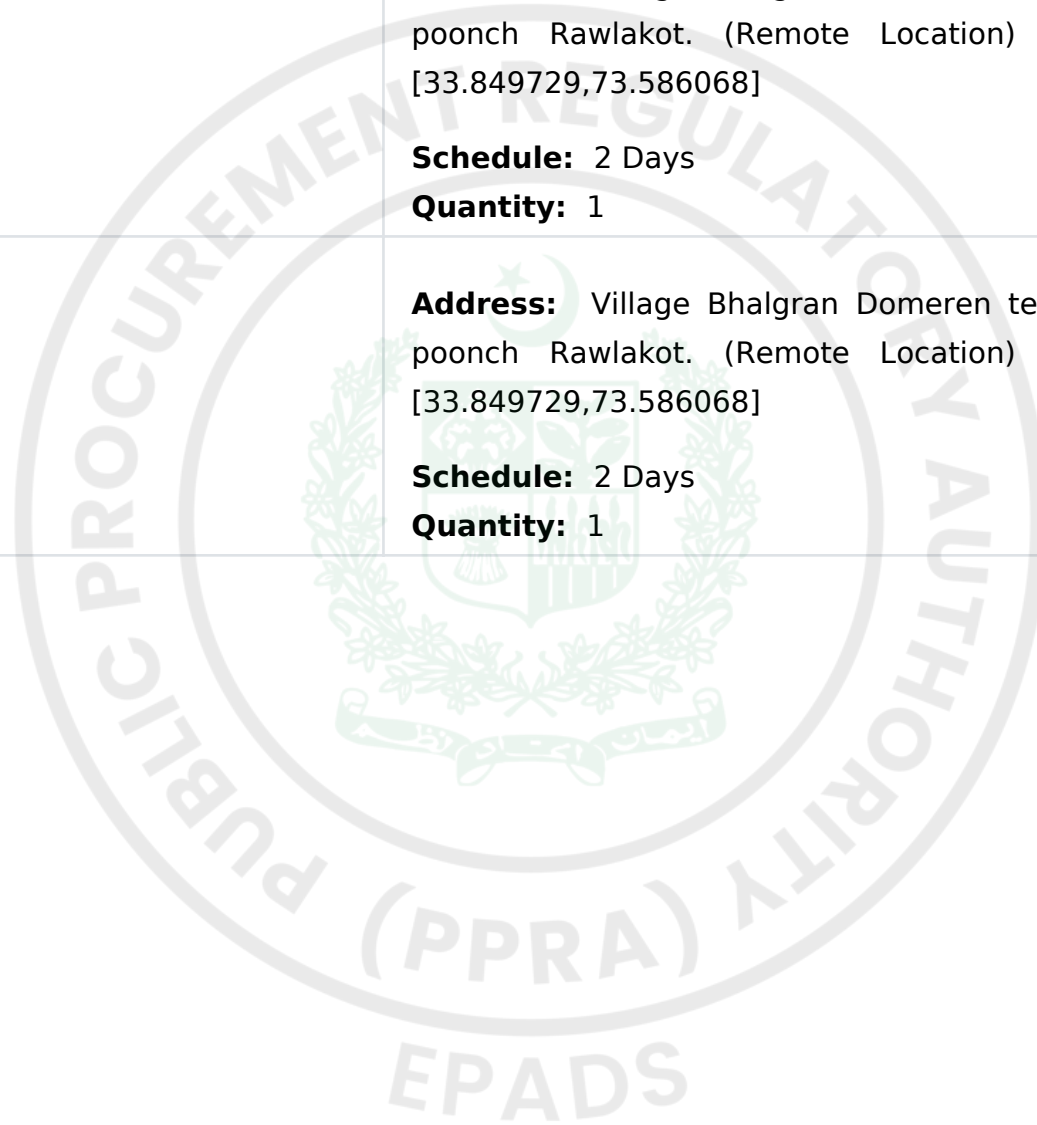 poonch Rawlakot. (Remote Location)
[33.849729,73.586068]
Schedule: 2 Days
Quantity: 1
Address: Village Bhalgran Domeren te
poonch Rawlakot. (Remote Location)
[33.849729,73.586068]
Schedule: 2 Days
Quantity: 1
PUBLIC PROCUREMENT REGULATORY AUTHORITY
(PPRA)
EPADS